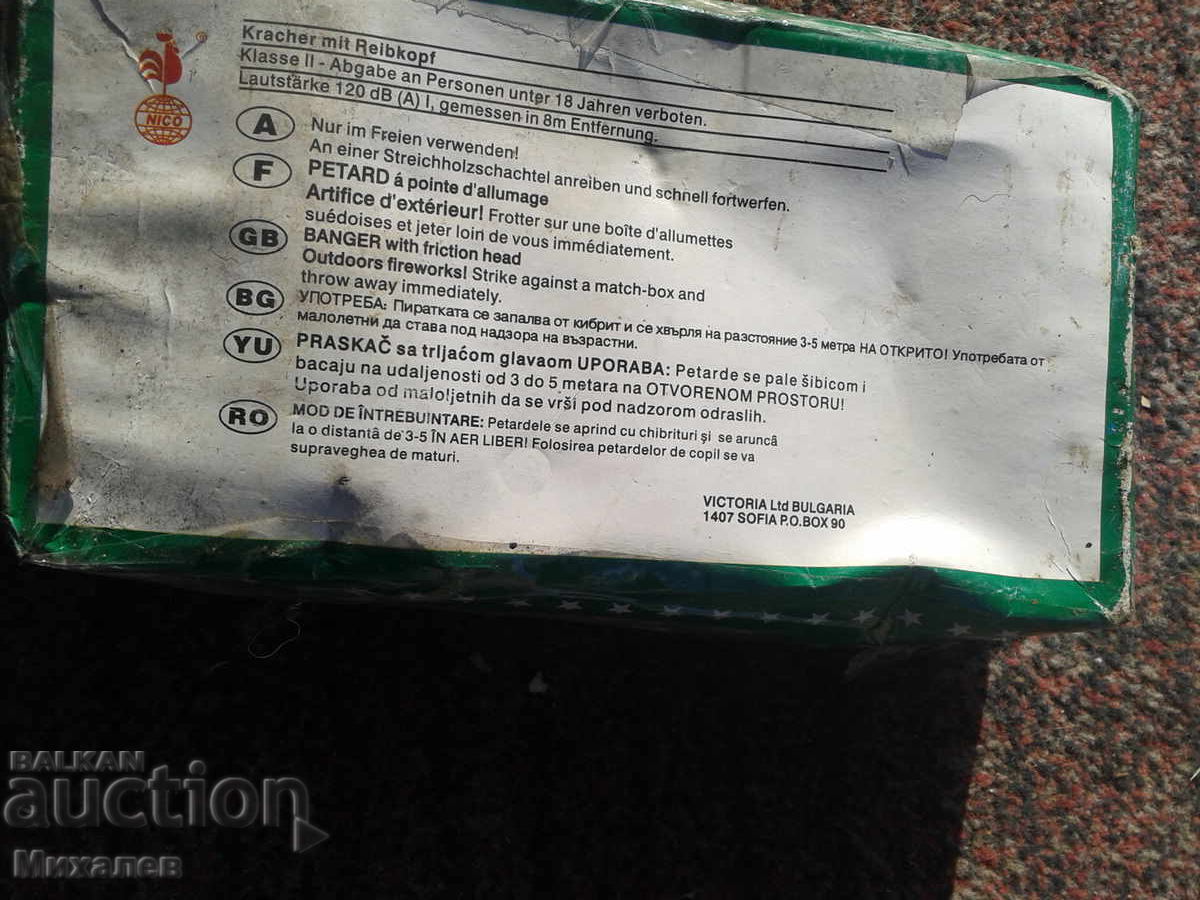 NICO
®
Kracher mit Reibkopf
Klasse II - Abgabe an Personen unter 18 Jahren verboten.
Lautstärke 120 dB (A) I, gemessen in 8m Entfernung.
A
Nur im Freien verwenden!
An einer Streichholzschachtel anreiben und schnell fortwerfen.
F
PETARD á pointe d'allumage
Artifice d'extérieur! Frotter sur une boîte d'allumettes
suédoises et jeter loin de vous immédiatement.
GB
BANGER with friction head
Outdoors fireworks! Strike against a match-box and
throw away immediately.
BG
УПОТРЕБА: Пиратката се запалва от кибрит и се хвърля на разстояние 3-5 метра НА ОТКРИТО! Употребата от
малолетни да става под надзора на възрастни.
YU
PRASKAČ sa trljaćom glavaom UPORABA: Petarde se pale šibicom i
bacaju na udaljenosti od 3 do 5 metara na OTVORENOM PROSTORU!
Uporaba od malo!jetnih da se vrši pod nadzorom odraslih.
RO
MOD DE ÎNTREBUINTARE: Petardele se aprind cu chibrituri şi se aruncâ
la o distantâ de 3-5 ÎN AER LIBER! Folosirea petardelor de copil se va
supraveghea de maturi.
VICTORIA Ltd BULGARIA
1407 SOFIA P.O.BOX 90
BALKAN
auction
Михалев